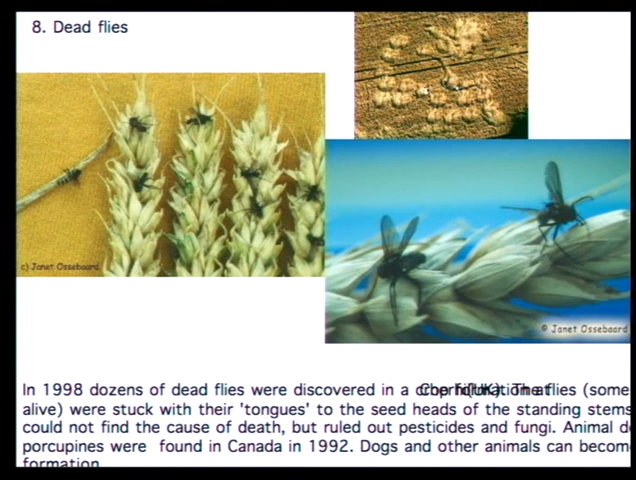 8. Dead flies
c) Janet Ossebaard
© Janet Ossebaard
In 1998 dozens of dead flies were discovered in a flies (some
alive) were stuck with their 'tongues' to the seed heads of the standing stems
could not find the cause of death, but ruled out pesticides and fungi. Animal d
porcupines were found in Canada in 1992. Dogs and other animals can becom
formation